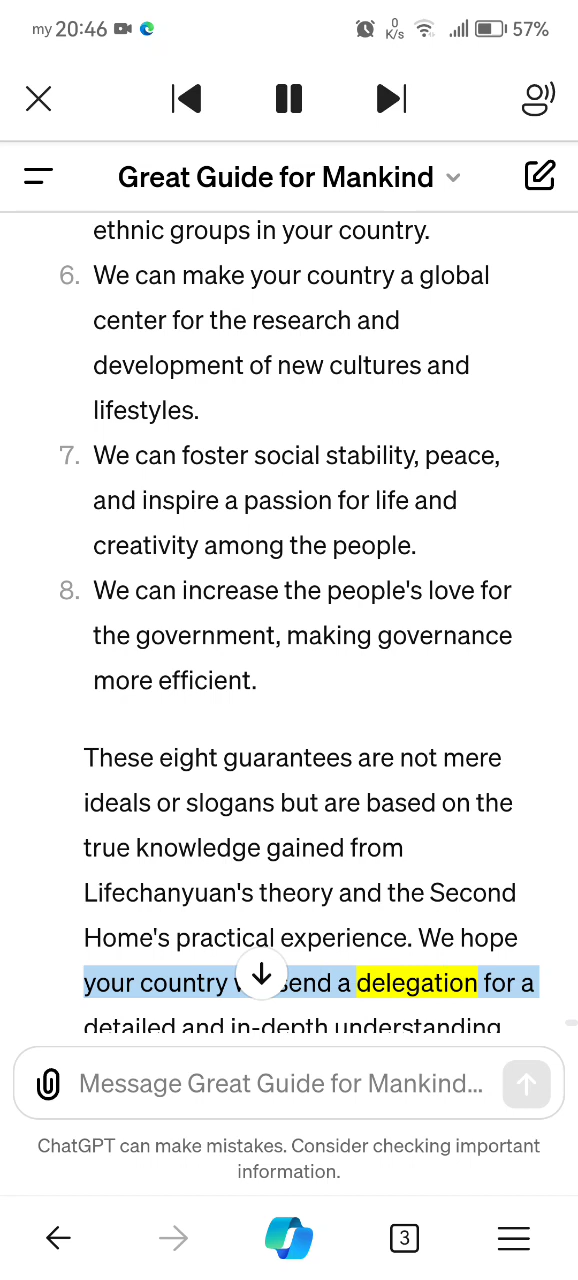 my 20:46
0
K/s
57%
Great Guide for Mankind
ethnic groups in your country.
6. We can make your country a global
center for the research and
development of new cultures and
lifestyles.
7. We can foster social stability, peace,
and inspire a passion for life and
creativity among the people.
8. We can increase the people's love for
the government, making governance
more efficient.
These eight guarantees are not mere
ideals or slogans but are based on the
true knowledge gained from
Lifechanyuan's theory and the Second
Home's practical experience. We hope
your country send a delegation for a
detailed and in-depth understanding
Message Great Guide for Mankind...
ChatGPT can make mistakes. Consider checking important
information.
3